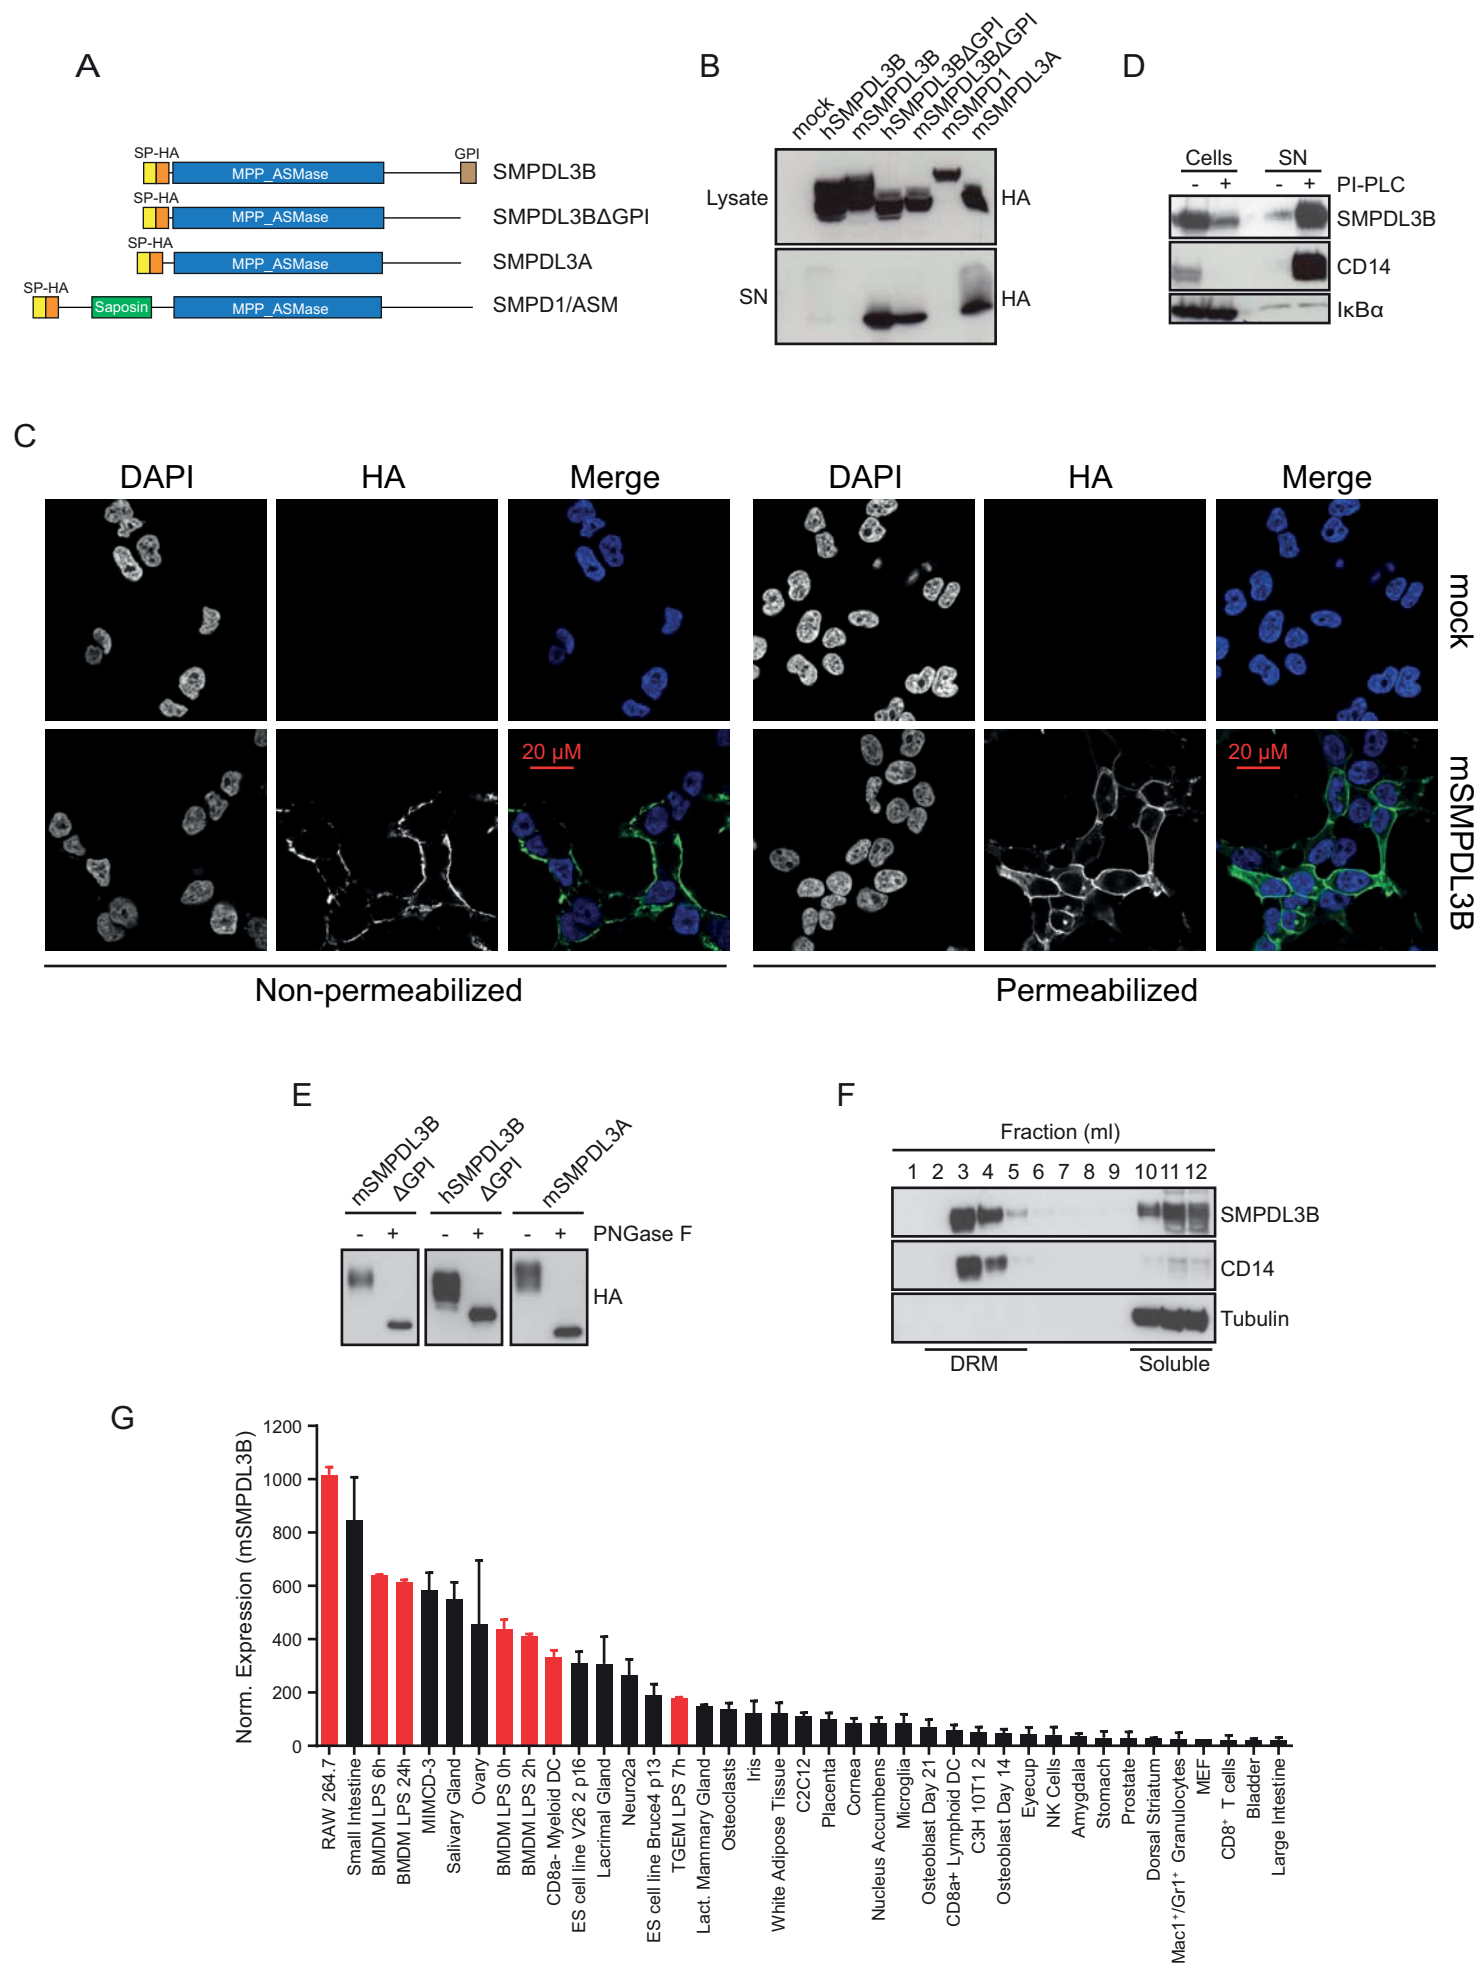 A
SP-HA
GPI
MPP_ASMase
SMPDL3B
SP-HA
MPP_ASMase
SMPDL3BΔGPI
SP-HA
MPP_ASMase
SMPDL3A
SP-HA
Saposin
MPP_ASMase
SMPD1/ASM
B
mock
hSMPDL3B
mSMPDL3B
hSMPDL3BΔGPI
mSMPDL3BΔGPI
mSMPD1
mSMPDL3A
Lysate
HA
SN
HA
D
Cells SN
- + - + PI-PLC
SMPDL3B
CD14
IκBα
C
DAPI HA Merge DAPI HA Merge
mock
20 µM
20 µM
mSMPDL3B
Non-permeabilized
Permeabilized
E
mSMPDL3B
ΔGPI
hSMPDL3B
ΔGPI
mSMPDL3A
- + - + - + PNGase F
HA
F
Fraction (ml)
1 2 3 4 5 6 7 8 9 10 11 12
SMPDL3B
CD14
Tubulin
DRM
Soluble
G
Norm. Expression (mSMPDL3B)
1200
1000
800
600
400
200
0
RAW 264.7
Small Intestine
BMDM LPS 6h
BMDM LPS 24h
MIMCD-3
Salivary Gland
Ovary
BMDM LPS 0h
BMDM LPS 2h
CD8a- Myeloid DC
ES cell line V26 2 p16
Lacrimal Gland
Neuro2a
ES cell line Bruce4 p13
TGEM LPS 7h
Lact. Mammary Gland
Osteoclasts
Iris
White Adipose Tissue
C2C12
Placenta
Cornea
Nucleus Accumbens
Microglia
Osteoblast Day 21
CD8a+ Lymphoid DC
C3H 10T1 2
Osteoblast Day 14
Eyecup
NK Cells
Amygdala
Stomach
Prostate
Dorsal Striatum
Mac1⁺/Gr1⁺ Granulocytes
MEF
CD8⁺ T cells
Bladder
Large Intestine